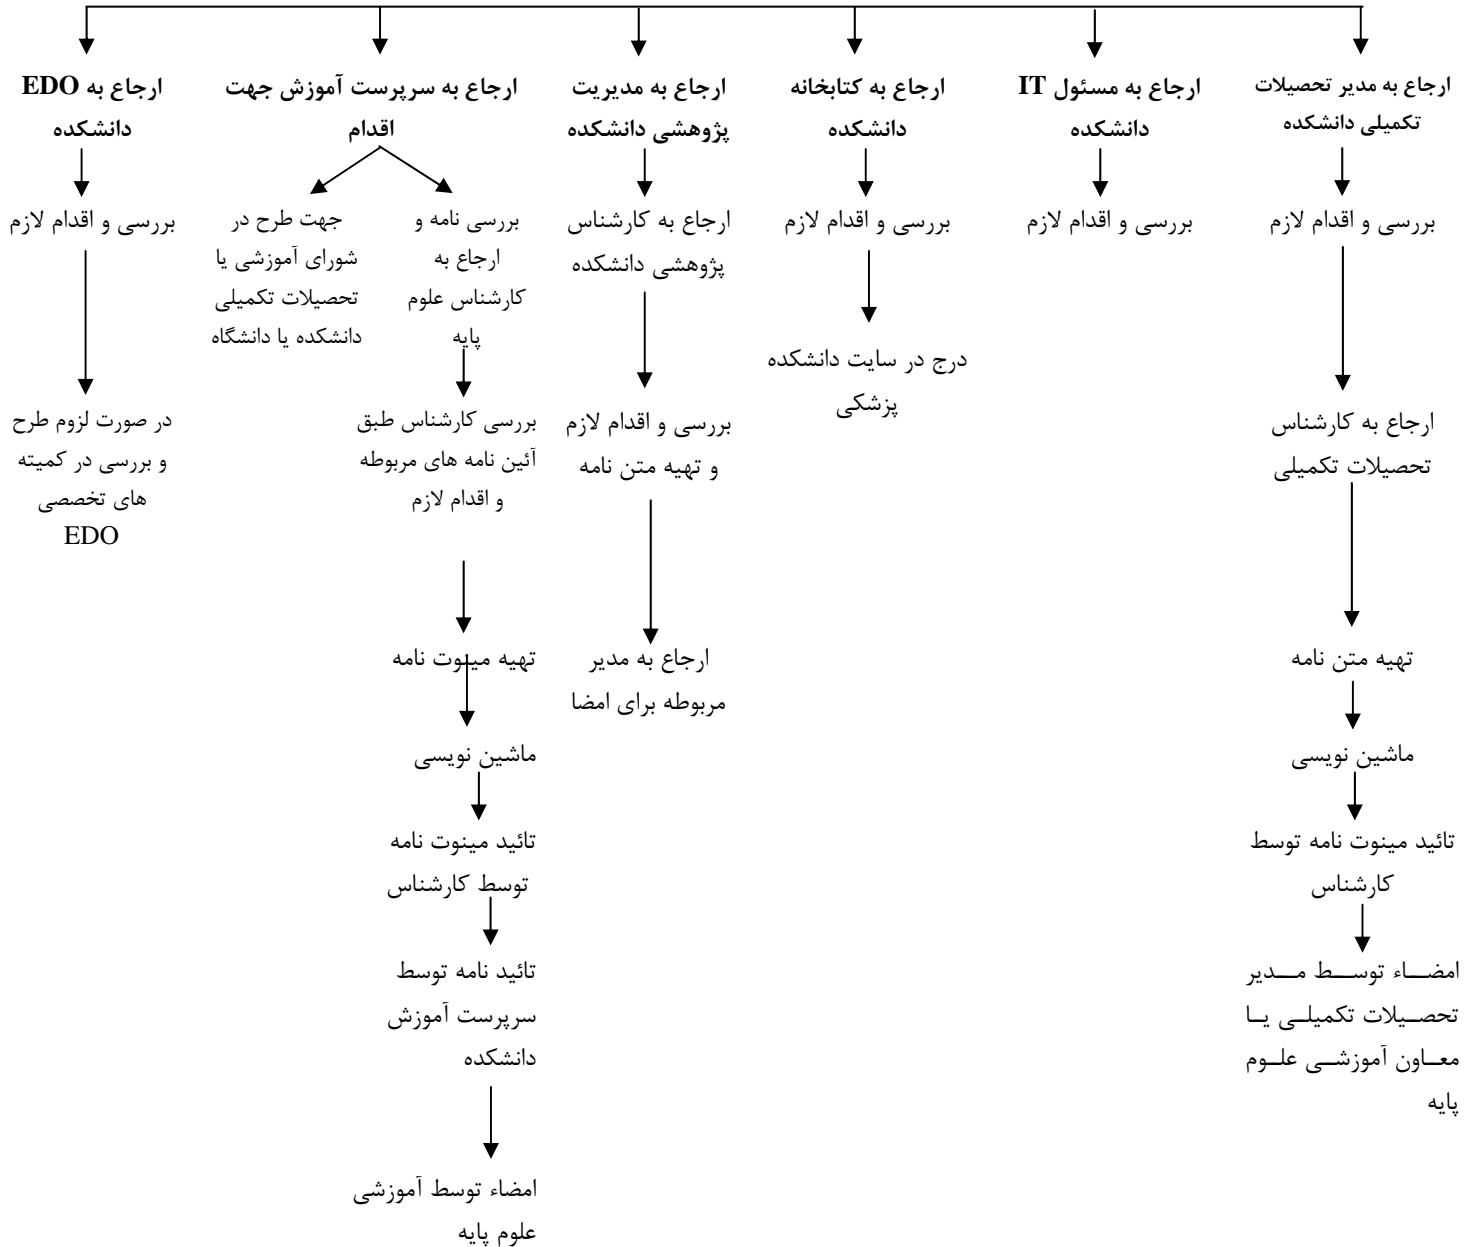 ارجاع به مدیر تحصیلات
تکمیلی دانشکده
بررسی و اقدام لازم
ارجاع به کارشناس
تحصیلات تکمیلی
تهیه متن نامه
ماشین نویسی
تائید مینوت نامه توسط
کارشناس
امضاء توسط مدیر
تحصیلات تکمیلی یا
معاون آموزشی علوم
پایه
ارجاع به مسئول IT
دانشکده
بررسی و اقدام لازم
ارجاع به کتابخانه
دانشکده
بررسی و اقدام لازم
درج در سایت دانشکده
پزشکی
ارجاع به مدیریت
پژوهشی دانشکده
ارجاع به کارشناس
پژوهشی دانشکده
بررسی و اقدام لازم
و تهیه متن نامه
ارجاع به مدیر
مربوطه برای امضا
ارجاع به سرپرست آموزش جهت
اقدام
بررسی نامه و
ارجاع به
کارشناس علوم
پایه
بررسی کارشناس طبق
آئین نامه های مربوطه
و اقدام لازم
تهیه مینوت نامه
ماشین نویسی
تائید مینوت نامه
توسط کارشناس
تائید نامه توسط
سرپرست آموزش
دانشکده
امضاء توسط آموزشی
علوم پایه
جهت طرح در
شورای آموزشی یا
تحصیلات تکمیلی
دانشکده یا دانشگاه
ارجاع به EDO
دانشکده
بررسی و اقدام لازم
در صورت لزوم طرح
و بررسی در کمیته
های تخصصی
EDO